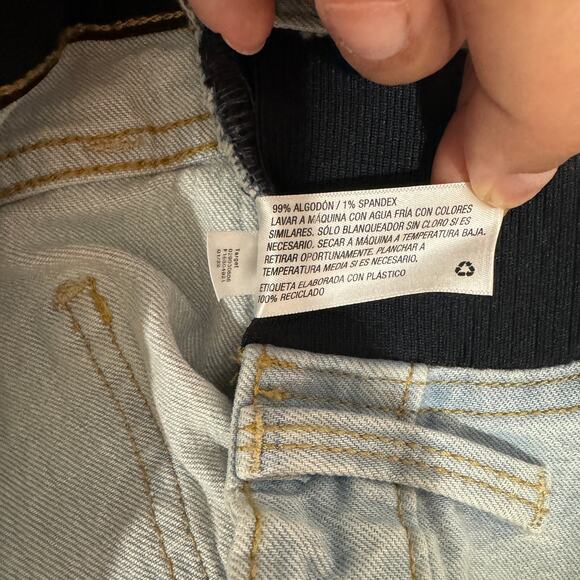 99% ALGODÓN / 1% SPANDEX
LAVAR A MÁQUINA CON AGUA FRÍA CON COLORES
SIMILARES. SÓLO BLANQUEADOR SIN CLORO SI ES
NECESARIO. SECAR A MÁQUINA A TEMPERATURA BAJA.
RETIRAR OPORTUNAMENTE. PLANCHAR A
TEMPERATURA MEDIA SI ES NECESARIO.
ETIQUETA ELABORADA CON PLÁSTICO
100% RECICLADO
Target